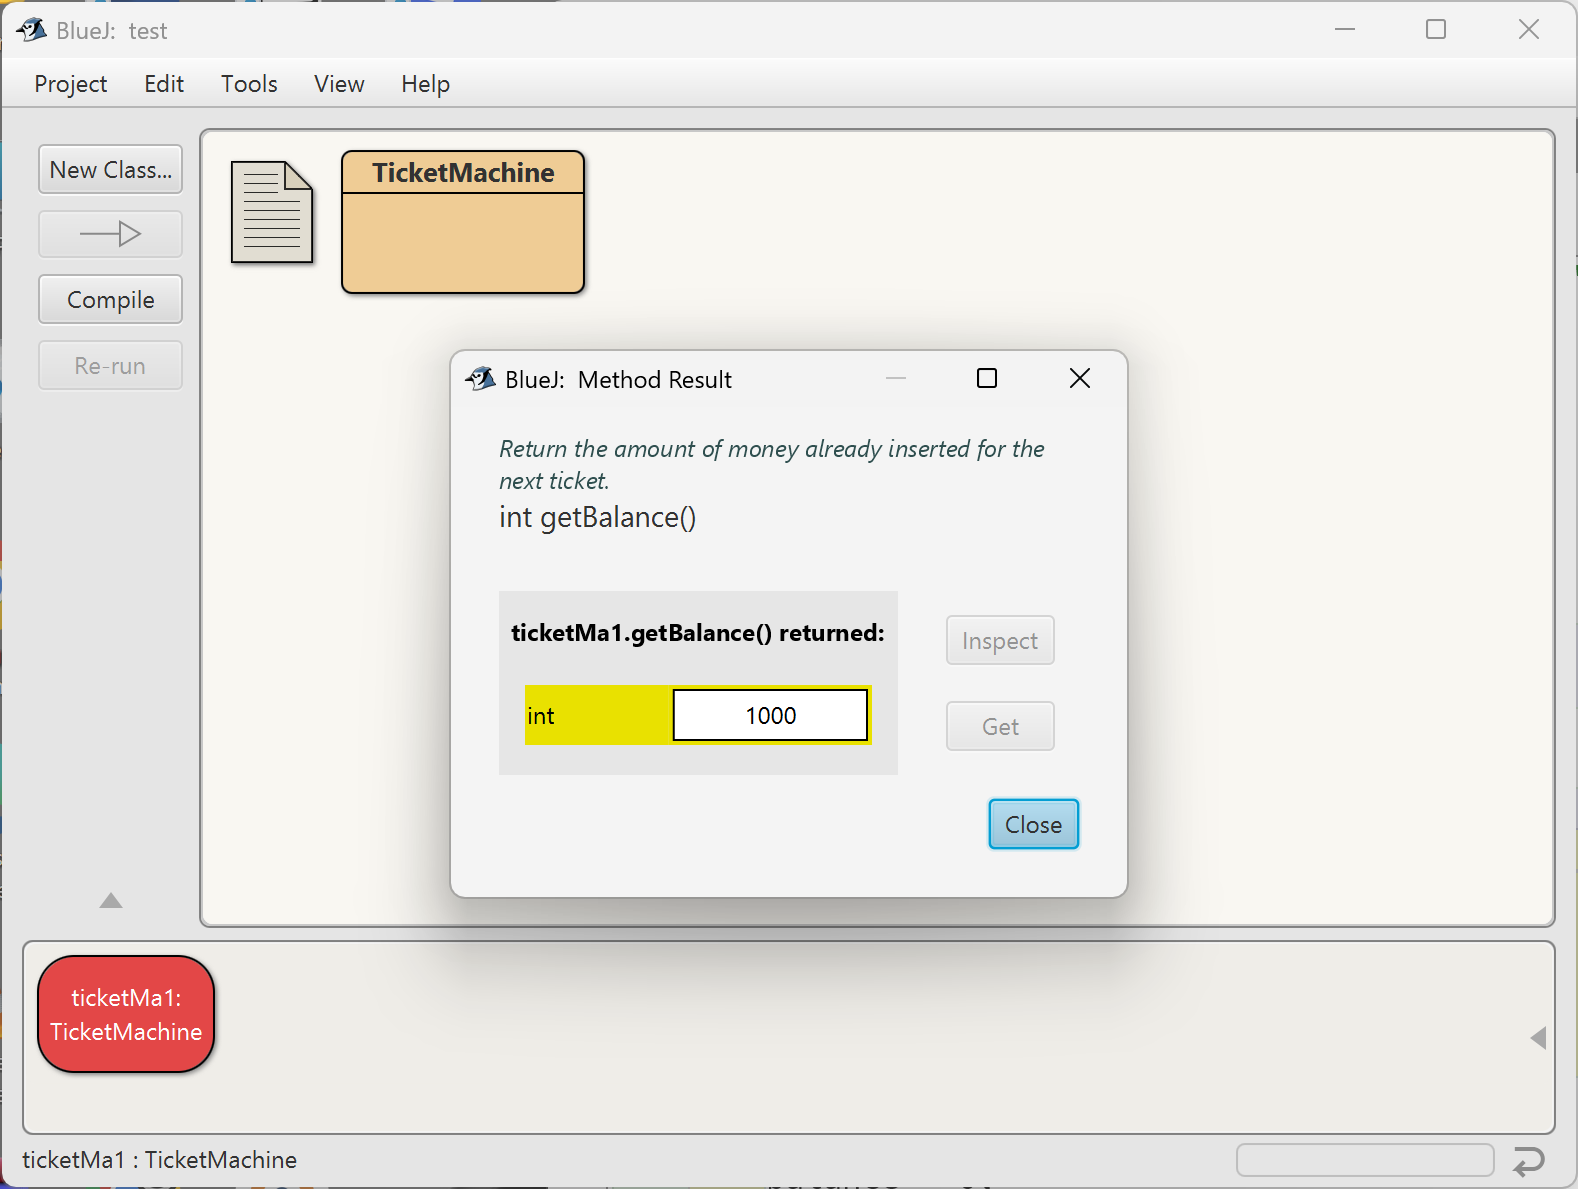 BlueJ: test
Project Edit Tools View Help
New Class...
Compile
Re-run
TicketMachine
BlueJ: Method Result
Return the amount of money already inserted for the
next ticket.
int getBalance()
ticketMa1.getBalance() returned:
int 1000
Inspect
Get
Close
ticketMa1:
TicketMachine
ticketMa1 : TicketMachine